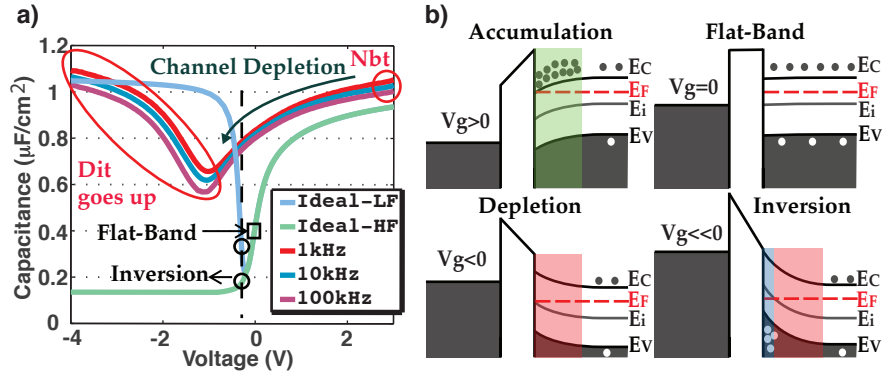 a)
1.2
1
0.8
0.6
0.4
0.2
0
-4
-2
0
2
Capacitance (μF/cm²)
Voltage (V)
Channel Depletion
Nbt
Dit
goes up
Flat-Band
Inversion
Ideal-LF
Ideal-HF
1kHz
10kHz
100kHz
b)
Accumulation
Vg>0
EC
EF
Ei
EV
Flat-Band
Vg=0
EC
EF
Ei
EV
Depletion
Vg<0
EC
EF
Ei
EV
Inversion
Vg<<0
EC
EF
Ei
EV